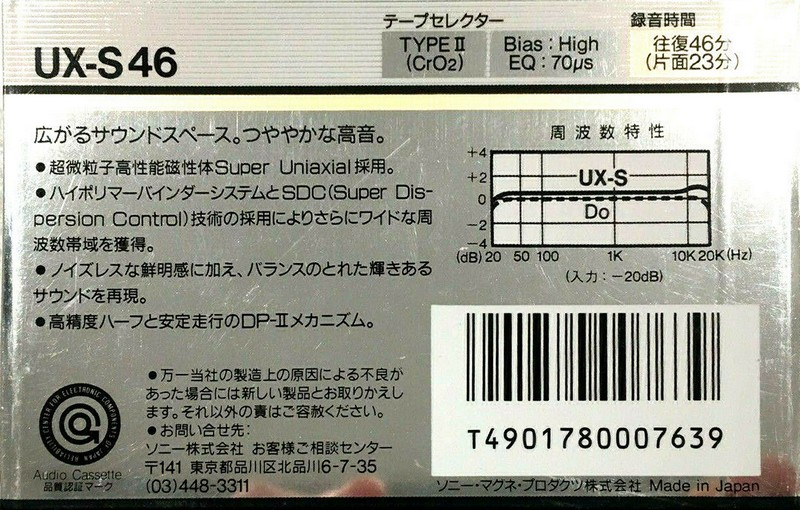 UX-S46
テープセレクター
TYPE II
(CrO2)
Bias : High
EQ : 70µs
録音時間
往復46分
(片面23分)
広がるサウンドスペース。つややかな高音。
●超微粒子高性能磁性体Super Uniaxial採用。
●ハイポリマーバインダーシステムとSDC(Super Dis-
persion Control)技術の採用によりさらにワイドな周
波数帯域を獲得。
●ノイズレスな鮮明感に加え、バランスのとれた輝きある
サウンドを再現。
●高精度ハーフと安定走行のDP-IIメカニズム。
周波数特性
+4
+2
0
-2
-4
UX-S
Do
(dB) 20 50 100 1K 10K 20K (Hz)
(入力：-20dB)
RELIABILITY CENTER FOR ELECTRONIC COMPONENTS OF JAPAN
Audio Cassette
品質認証マーク
●万一当社の製造上の原因による不良が
あった場合には新しい製品とお取りかえし
ます。それ以外の責はご容赦ください。
●お問い合せ先：
ソニー株式会社 お客様ご相談センター
〒141 東京都品川区北品川6-7-35
(03)448-3311
T4901780007639
ソニー・マグネ・プロダクツ株式会社 Made in Japan